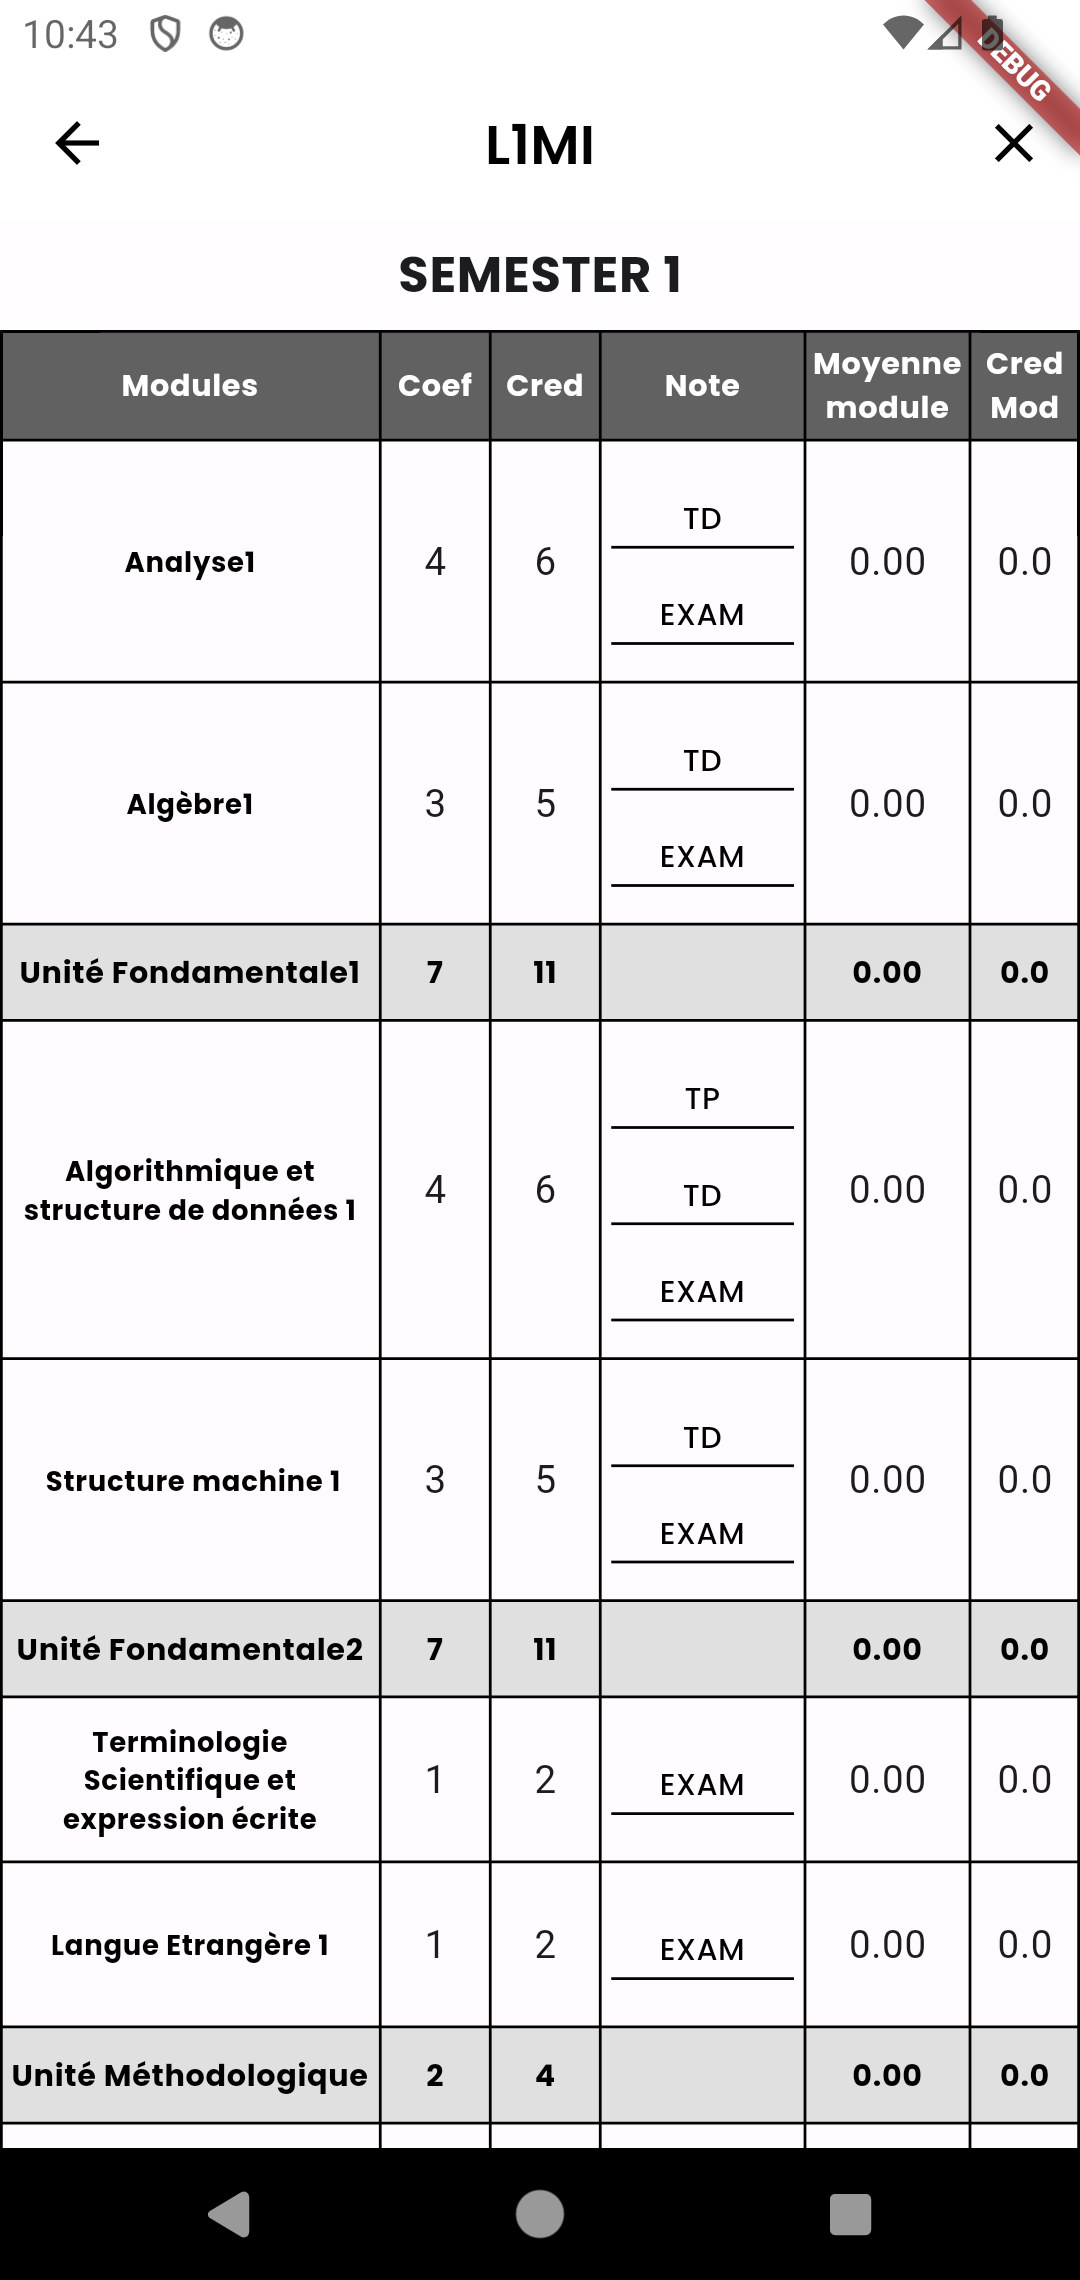 10:43
DEBUG
L1MI
SEMESTER 1
Modules Coef Cred Note Moyenne module Cred Mod
Analyse1 4 6 TD EXAM 0.00 0.0
Algèbre1 3 5 TD EXAM 0.00 0.0
Unité Fondamentale1 7 11 0.00 0.0
Algorithmique et structure de données 1 4 6 TP TD EXAM 0.00 0.0
Structure machine 1 3 5 TD EXAM 0.00 0.0
Unité Fondamentale2 7 11 0.00 0.0
Terminologie Scientifique et expression écrite 1 2 EXAM 0.00 0.0
Langue Etrangère 1 1 2 EXAM 0.00 0.0
Unité Méthodologique 2 4 0.00 0.0